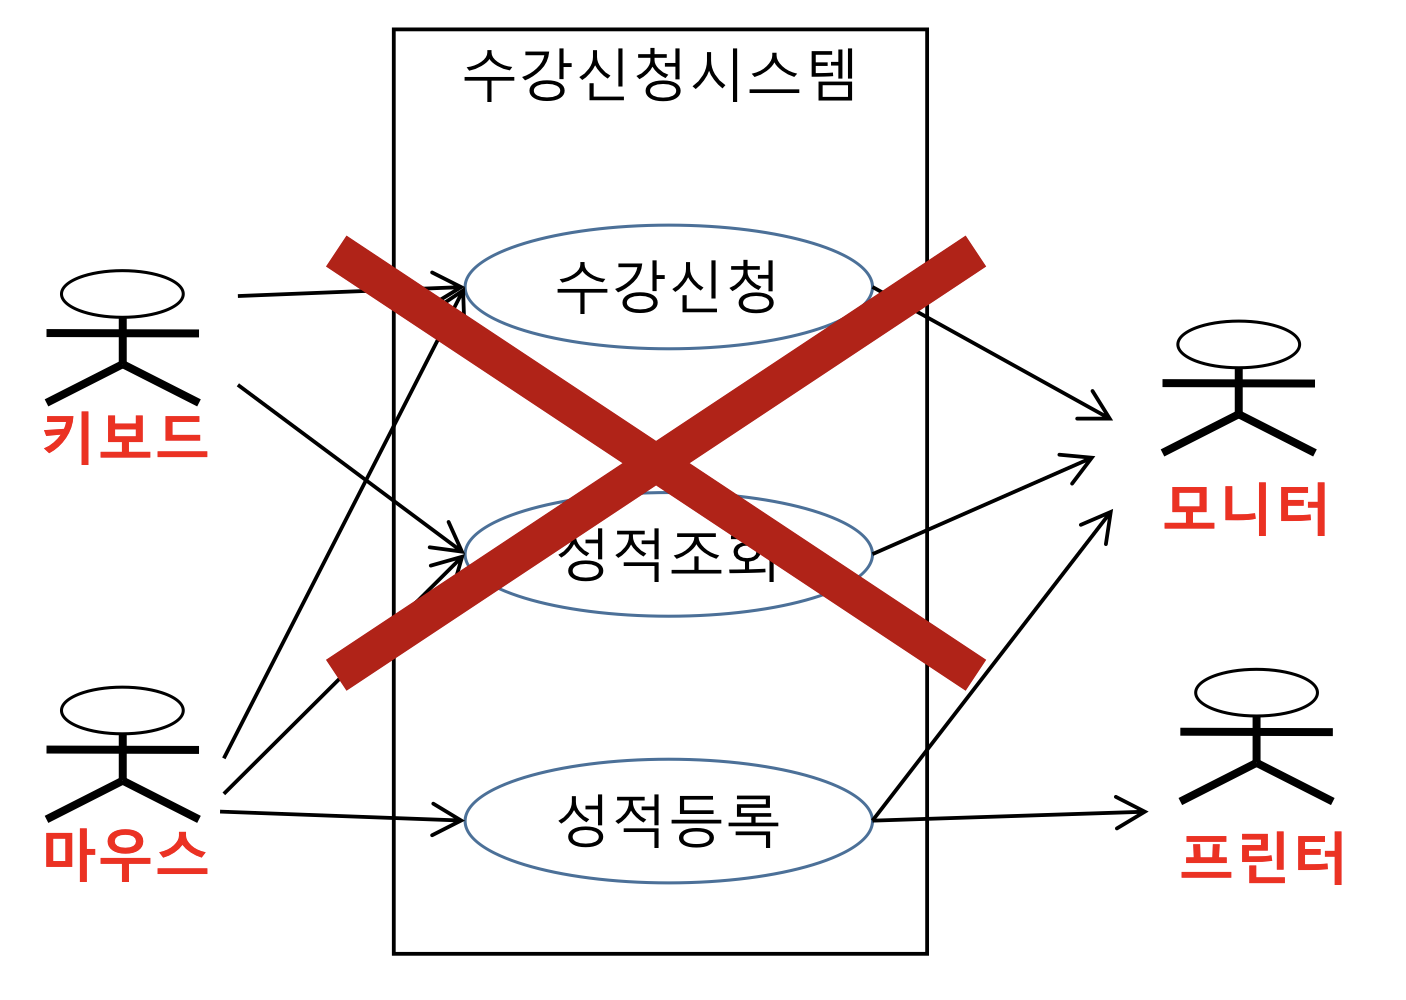 수강신청시스템
수강신청
키보드
모니터
성적조회
성적등록
마우스
프린터